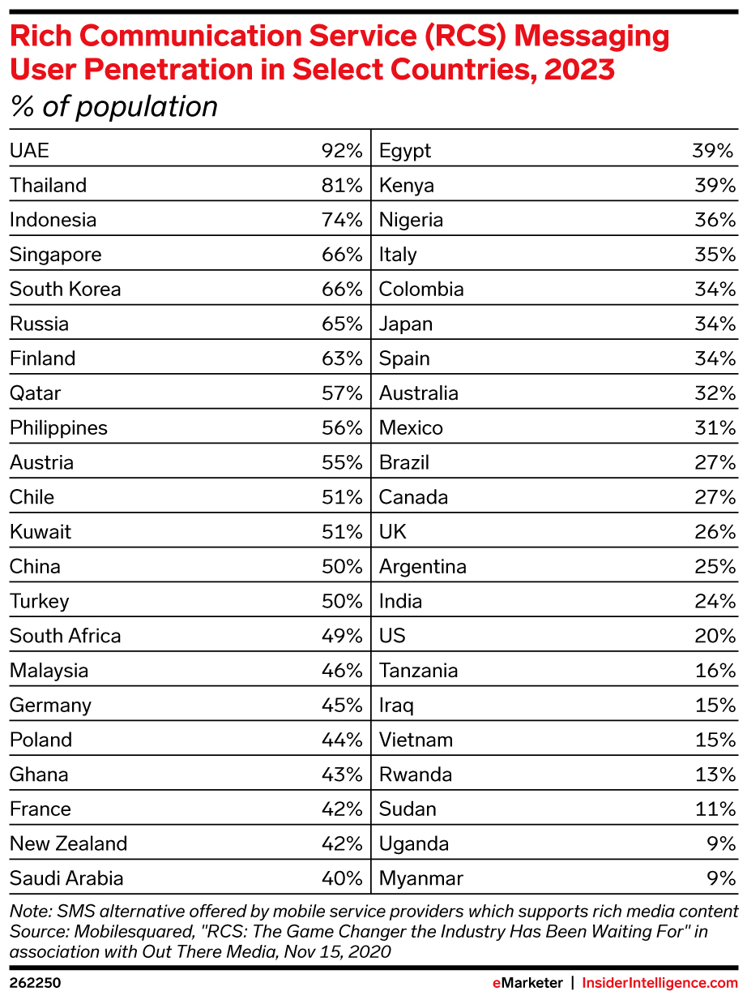 Rich Communication Service (RCS) Messaging
User Penetration in Select Countries, 2023
% of population
UAE 92%
Thailand 81%
Indonesia 74%
Singapore 66%
South Korea 66%
Russia 65%
Finland 63%
Qatar 57%
Philippines 56%
Austria 55%
Chile 51%
Kuwait 51%
China 50%
Turkey 50%
South Africa 49%
Malaysia 46%
Germany 45%
Poland 44%
Ghana 43%
France 42%
New Zealand 42%
Saudi Arabia 40%
Egypt 39%
Kenya 39%
Nigeria 36%
Italy 35%
Colombia 34%
Japan 34%
Spain 34%
Australia 32%
Mexico 31%
Brazil 27%
Canada 27%
UK 26%
Argentina 25%
India 24%
US 20%
Tanzania 16%
Iraq 15%
Vietnam 15%
Rwanda 13%
Sudan 11%
Uganda 9%
Myanmar 9%
Note: SMS alternative offered by mobile service providers which supports rich media content
Source: Mobilesquared, "RCS: The Game Changer the Industry Has Been Waiting For" in
association with Out There Media, Nov 15, 2020
262250 eMarketer | InsiderIntelligence.com